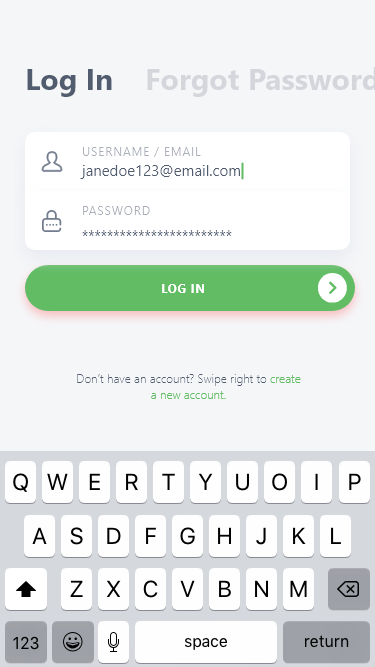 Log In Forgot Password
USERNAME / EMAIL
janedoe123@email.com
PASSWORD
************************
LOG IN
Don't have an account? Swipe right to create
a new account.
Q W E R T Y U O I P
A S D F G H J K L
Z X C V B N M
123 space return